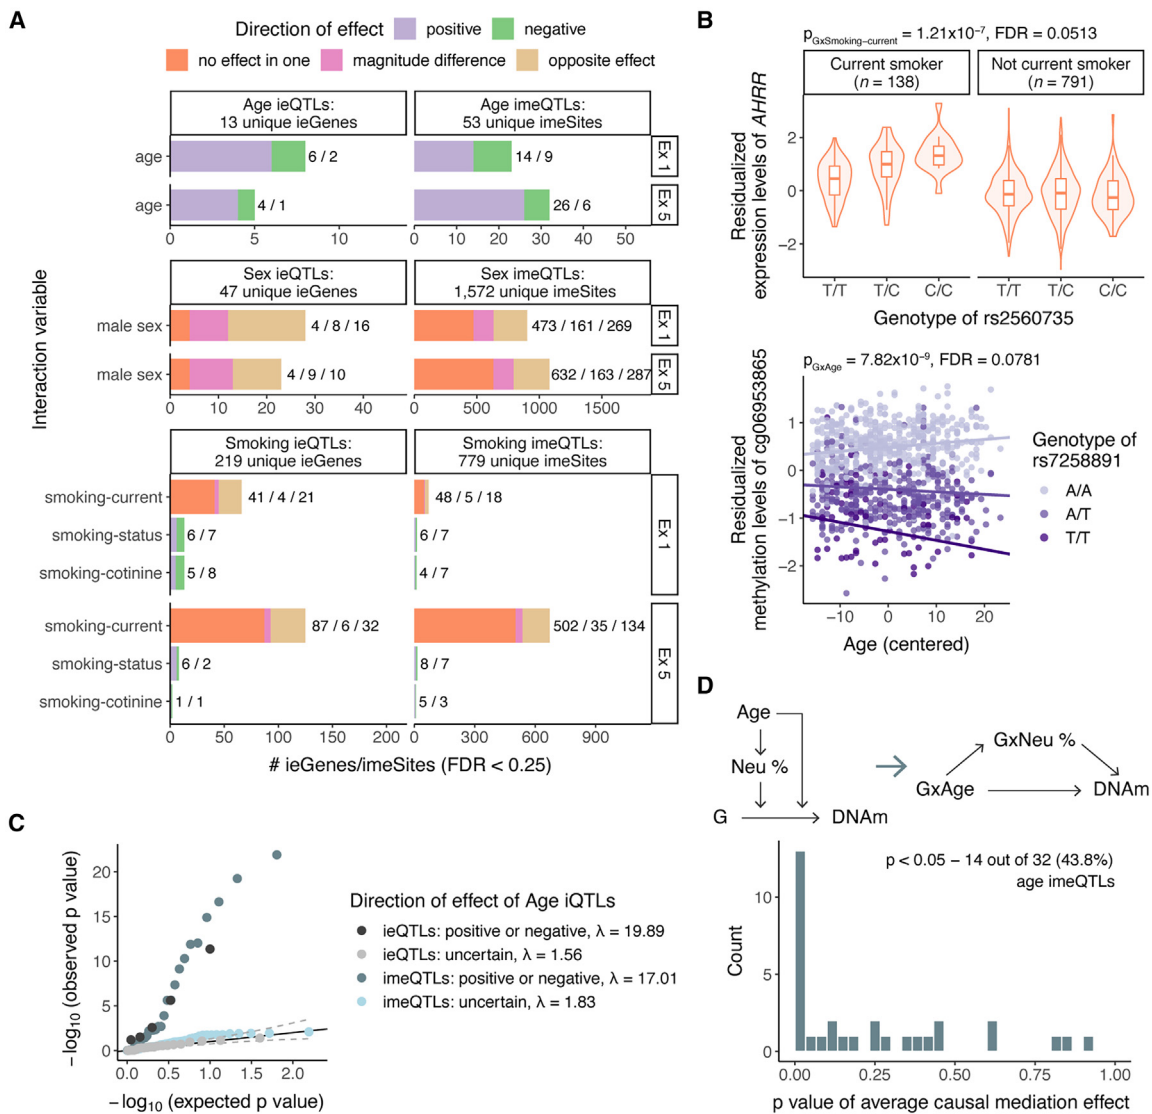 A
Direction of effect positive negative
no effect in one magnitude difference opposite effect
Interaction variable
Age ieQTLs:
13 unique ieGenes
Age imeQTLs:
53 unique imeSites
age 6 / 2 14 / 9 Ex 1
age 4 / 1 26 / 6 Ex 5
0 5 10 0 10 20 30 40 50
Sex ieQTLs:
47 unique ieGenes
Sex imeQTLs:
1,572 unique imeSites
male sex 4 / 8 / 16 473 / 161 / 269 Ex 1
male sex 4 / 9 / 10 632 / 163 / 287 Ex 5
0 10 20 30 40 0 500 1000 1500
Smoking ieQTLs:
219 unique ieGenes
Smoking imeQTLs:
779 unique imeSites
smoking-current 41 / 4 / 21 48 / 5 / 18
smoking-status 6 / 7 6 / 7 Ex 1
smoking-cotinine 5 / 8 4 / 7
smoking-current 87 / 6 / 32 502 / 35 / 134
smoking-status 6 / 2 8 / 7 Ex 5
smoking-cotinine 1 / 1 5 / 3
0 50 100 150 200 0 300 600 900
# ieGenes/imeSites (FDR < 0.25)
B
pGxSmoking−current = 1.21x10−7, FDR = 0.0513
Current smoker
(n = 138)
Not current smoker
(n = 791)
Residualized
expression levels of AHRR
2
0
−2
T/T T/C C/C T/T T/C C/C
Genotype of rs2560735
pGxAge = 7.82x10−9, FDR = 0.0781
Residualized
methylation levels of cg06953865
1
0
−1
−2
−10 0 10 20
Age (centered)
Genotype of
rs7258891
A/A
A/T
T/T
C
−log10 (observed p value)
20
15
10
5
0
0.0 0.5 1.0 1.5 2.0
−log10 (expected p value)
Direction of effect of Age iQTLs
ieQTLs: positive or negative, λ = 19.89
ieQTLs: uncertain, λ = 1.56
imeQTLs: positive or negative, λ = 17.01
imeQTLs: uncertain, λ = 1.83
D
Age
Neu %
G DNAm
GxNeu %
GxAge DNAm
p < 0.05 − 14 out of 32 (43.8%)
age imeQTLs
Count
10
5
0
0.00 0.25 0.50 0.75 1.00
p value of average causal mediation effect